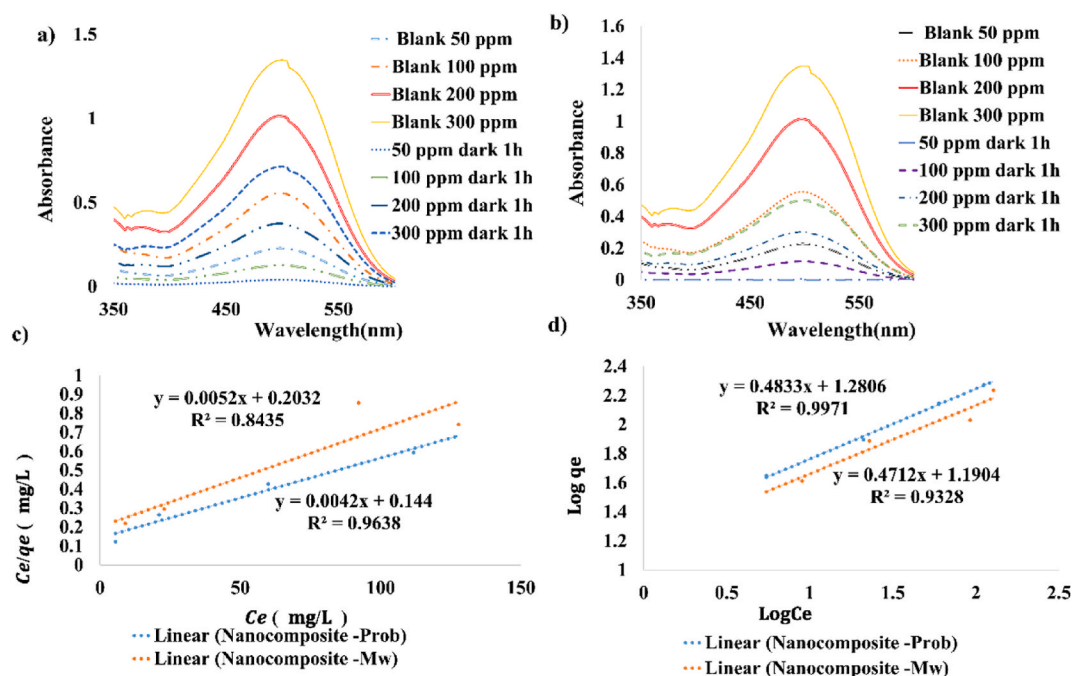 a)
1.5
1
0.5
0
Absorbance
350
450
550
Wavelength(nm)
Blank 50 ppm
Blank 100 ppm
Blank 200 ppm
Blank 300 ppm
50 ppm dark 1h
100 ppm dark 1h
200 ppm dark 1h
300 ppm dark 1h
b)
1.6
1.4
1.2
1
0.8
0.6
0.4
0.2
0
Absorbance
350
450
550
Wavelength(nm)
Blank 50 ppm
Blank 100 ppm
Blank 200 ppm
Blank 300 ppm
50 ppm dark 1h
100 ppm dark 1h
200 ppm dark 1h
300 ppm dark 1h
c)
1
0.9
0.8
0.7
0.6
0.5
0.4
0.3
0.2
0.1
0
Ce/qe ( mg/L )
y = 0.0052x + 0.2032
R² = 0.8435
y = 0.0042x + 0.144
R² = 0.9638
0
50
100
150
Ce ( mg/L )
Linear (Nanocomposite -Prob)
Linear (Nanocomposite -Mw)
d)
2.4
2.2
2
1.8
1.6
1.4
1.2
1
Log qe
y = 0.4833x + 1.2806
R² = 0.9971
y = 0.4712x + 1.1904
R² = 0.9328
0
0.5
1
1.5
2
2.5
LogCe
Linear (Nanocomposite -Prob)
Linear (Nanocomposite -Mw)